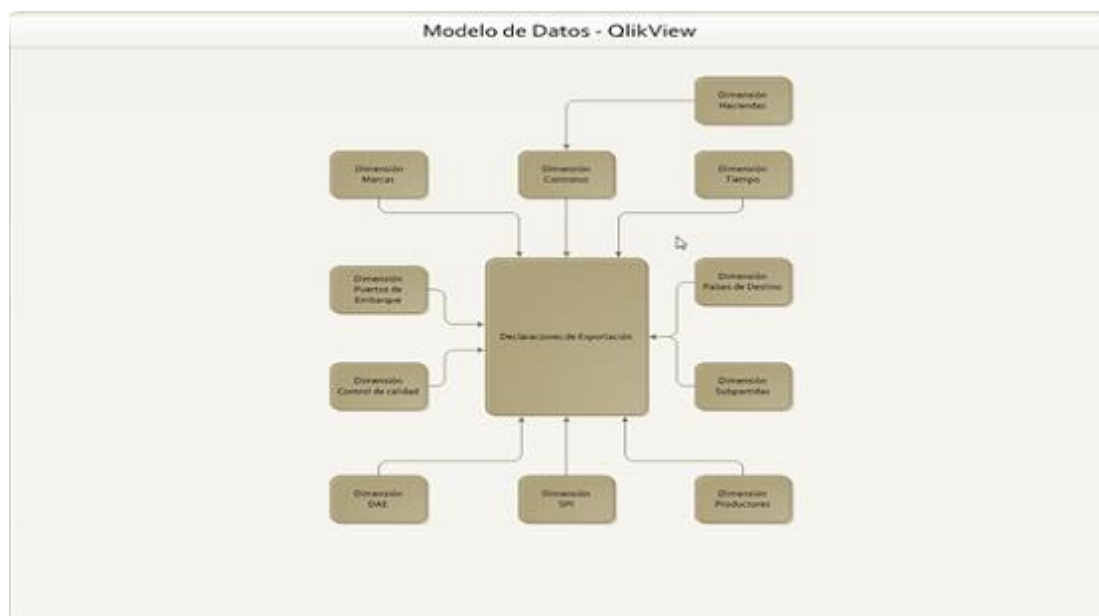 Modelo de Datos - QlikView
Dimensión
Haciendas
Dimensión
Marcas
Dimensión
Contratos
Dimensión
Tiempo
Dimensión
Puertos de
Embarque
Dimensión
Paises de Destino
Declaraciones de Exportación
Dimensión
Control de calidad
Dimensión
Subpartidas
Dimensión
DAE
Dimensión
SPI
Dimensión
Productores